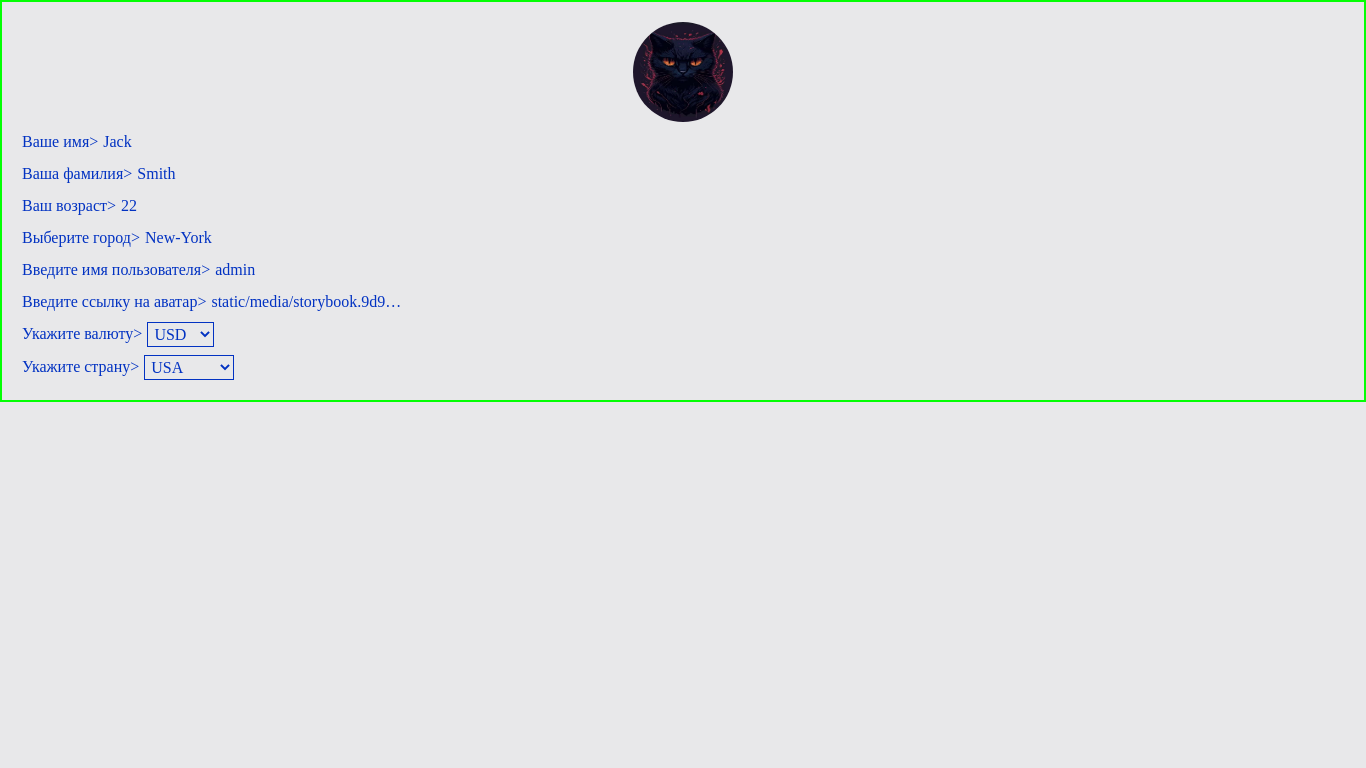 Ваше имя> Jack
Ваша фамилия> Smith
Ваш возраст> 22
Выберите город> New-York
Введите имя пользователя> admin
Введите ссылку на аватар> static/media/storybook.9d9…
Укажите валюту> USD
Укажите страну> USA